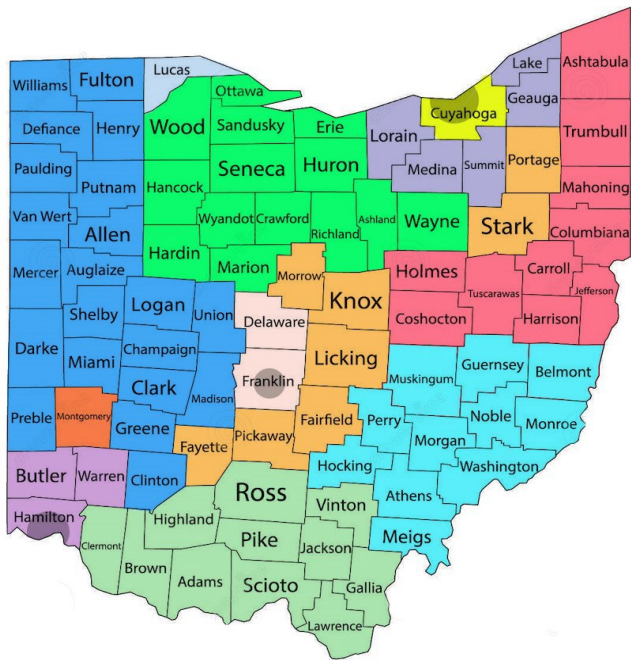 Williams
Fulton
Lucas
Ottawa
Lake
Ashtabula
Geauga
Defiance
Henry
Wood
Sandusky
Erie
Lorain
Cuyahoga
Trumbull
Paulding
Putnam
Seneca
Huron
Medina
Summit
Portage
Mahoning
Hancock
Van Wert
Allen
Wyandot
Crawford
Richland
Ashland
Wayne
Stark
Columbiana
Mercer
Auglaize
Hardin
Marion
Morrow
Holmes
Carroll
Tuscarawas
Jefferson
Logan
Union
Knox
Shelby
Delaware
Coshocton
Harrison
Darke
Champaign
Miami
Licking
Clark
Madison
Franklin
Muskingum
Guernsey
Belmont
Preble
Montgomery
Greene
Fayette
Pickaway
Fairfield
Perry
Noble
Monroe
Morgan
Butler
Warren
Clinton
Hocking
Washington
Ross
Athens
Hamilton
Highland
Vinton
Clermont
Pike
Meigs
Jackson
Brown
Adams
Scioto
Gallia
Lawrence